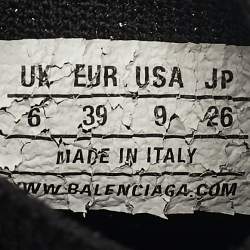 UK EUR USA JP
6 39 9 26
MADE IN ITALY
WWW.BALENCIAGA.COM